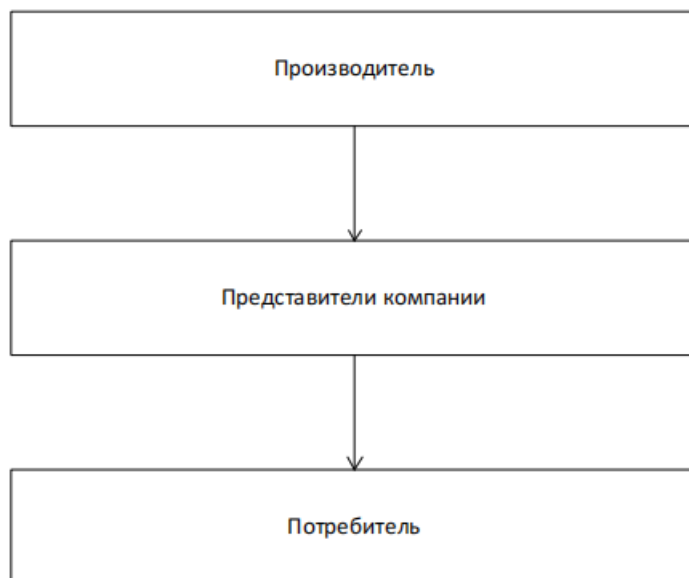 Производитель
Представители компании
Потребитель